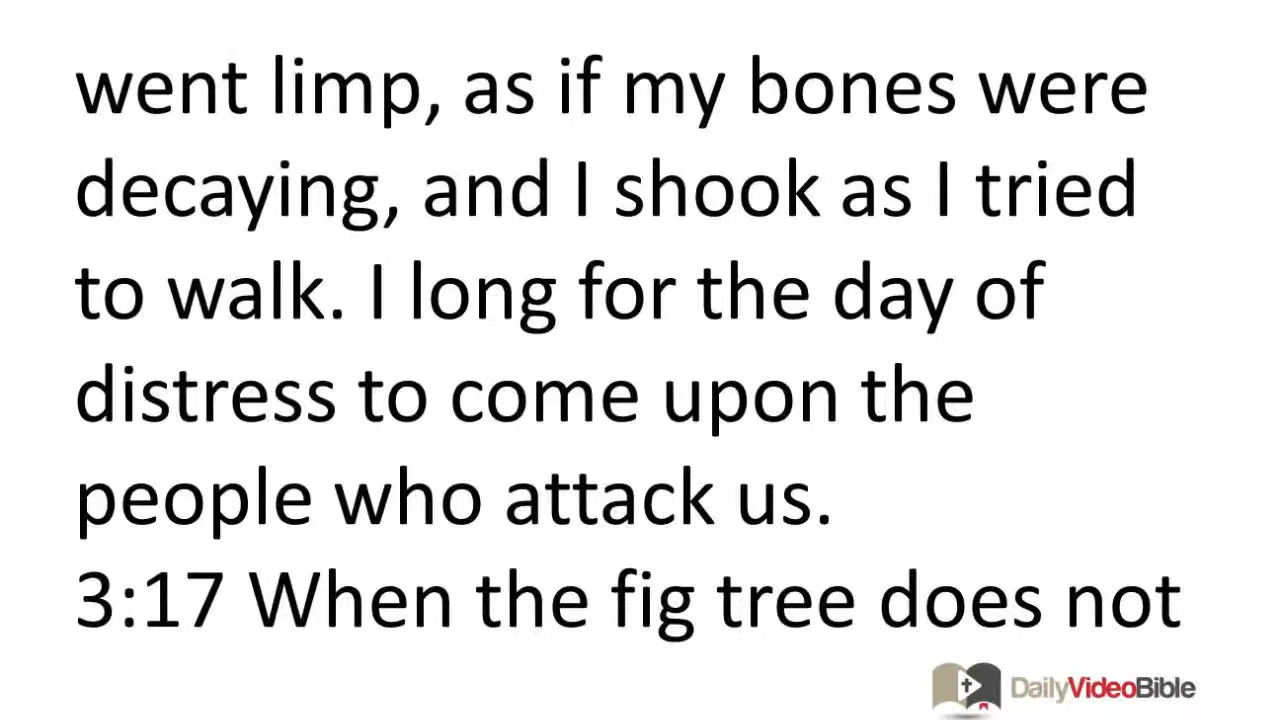 went limp, as if my bones were
decaying, and I shook as I tried
to walk. I long for the day of
distress to come upon the
people who attack us.
3:17 When the fig tree does not
DailyVideoBible